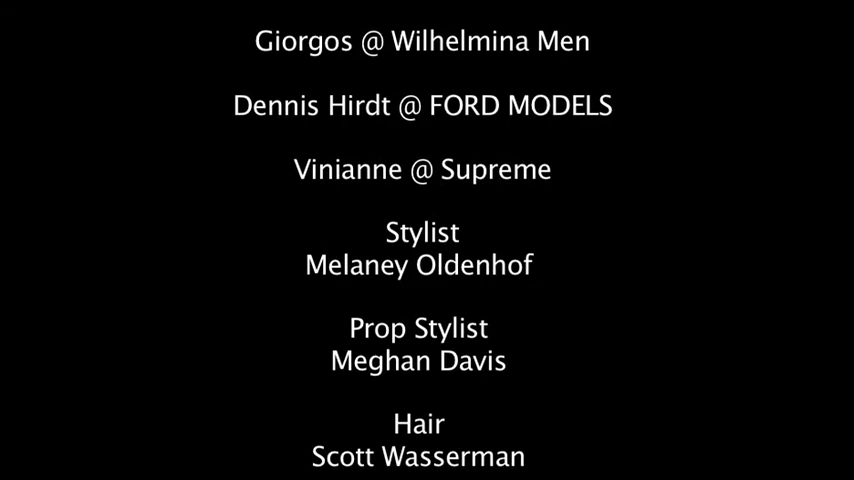 Giorgos @ Wilhelmina Men
Dennis Hirdt @ FORD MODELS
Vinianne @ Supreme
Stylist
Melaney Oldenhof
Prop Stylist
Meghan Davis
Hair
Scott Wasserman